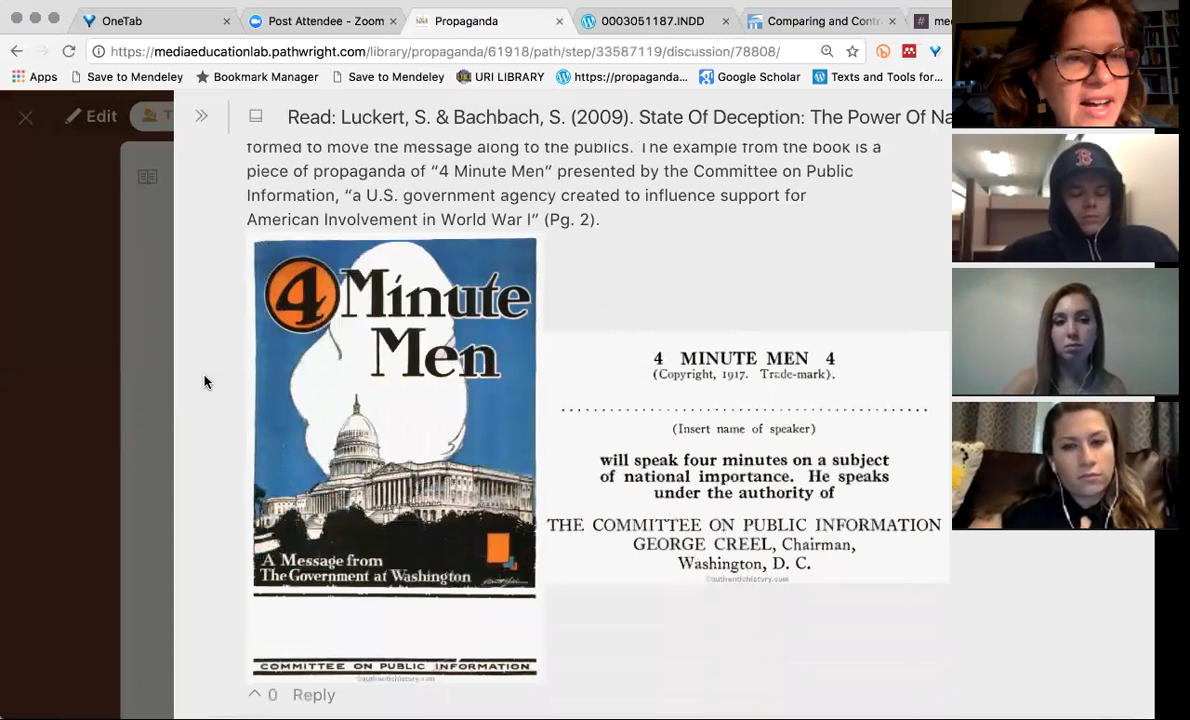 OneTab
Post Attendee - Zoom
Propaganda
0003051187.INDD
Comparing and Contr
https://mediaeducationlab.pathwright.com/library/propaganda/61918/path/step/33587119/discussion/78808/
Apps
Save to Mendeley
Bookmark Manager
Save to Mendeley
URI LIBRARY
https://propaganda...
Google Scholar
Texts and Tools for...
Edit
Read: Luckert, S. & Bachbach, S. (2009). State Of Deception: The Power Of Na
formed to move the message along to the publics. The example from the book is a
piece of propaganda of “4 Minute Men” presented by the Committee on Public
Information, “a U.S. government agency created to influence support for
American Involvement in World War I” (Pg. 2).
4 Minute
Men
A Message from
The Government at Washington
COMMITTEE ON PUBLIC INFORMATION
©authentichistory.com
4 MINUTE MEN 4
(Copyright, 1917. Trade-mark).
(Insert name of speaker)
will speak four minutes on a subject
of national importance. He speaks
under the authority of
THE COMMITTEE ON PUBLIC INFORMATION
GEORGE CREEL, Chairman,
Washington, D. C.
©authentichistory.com
0 Reply